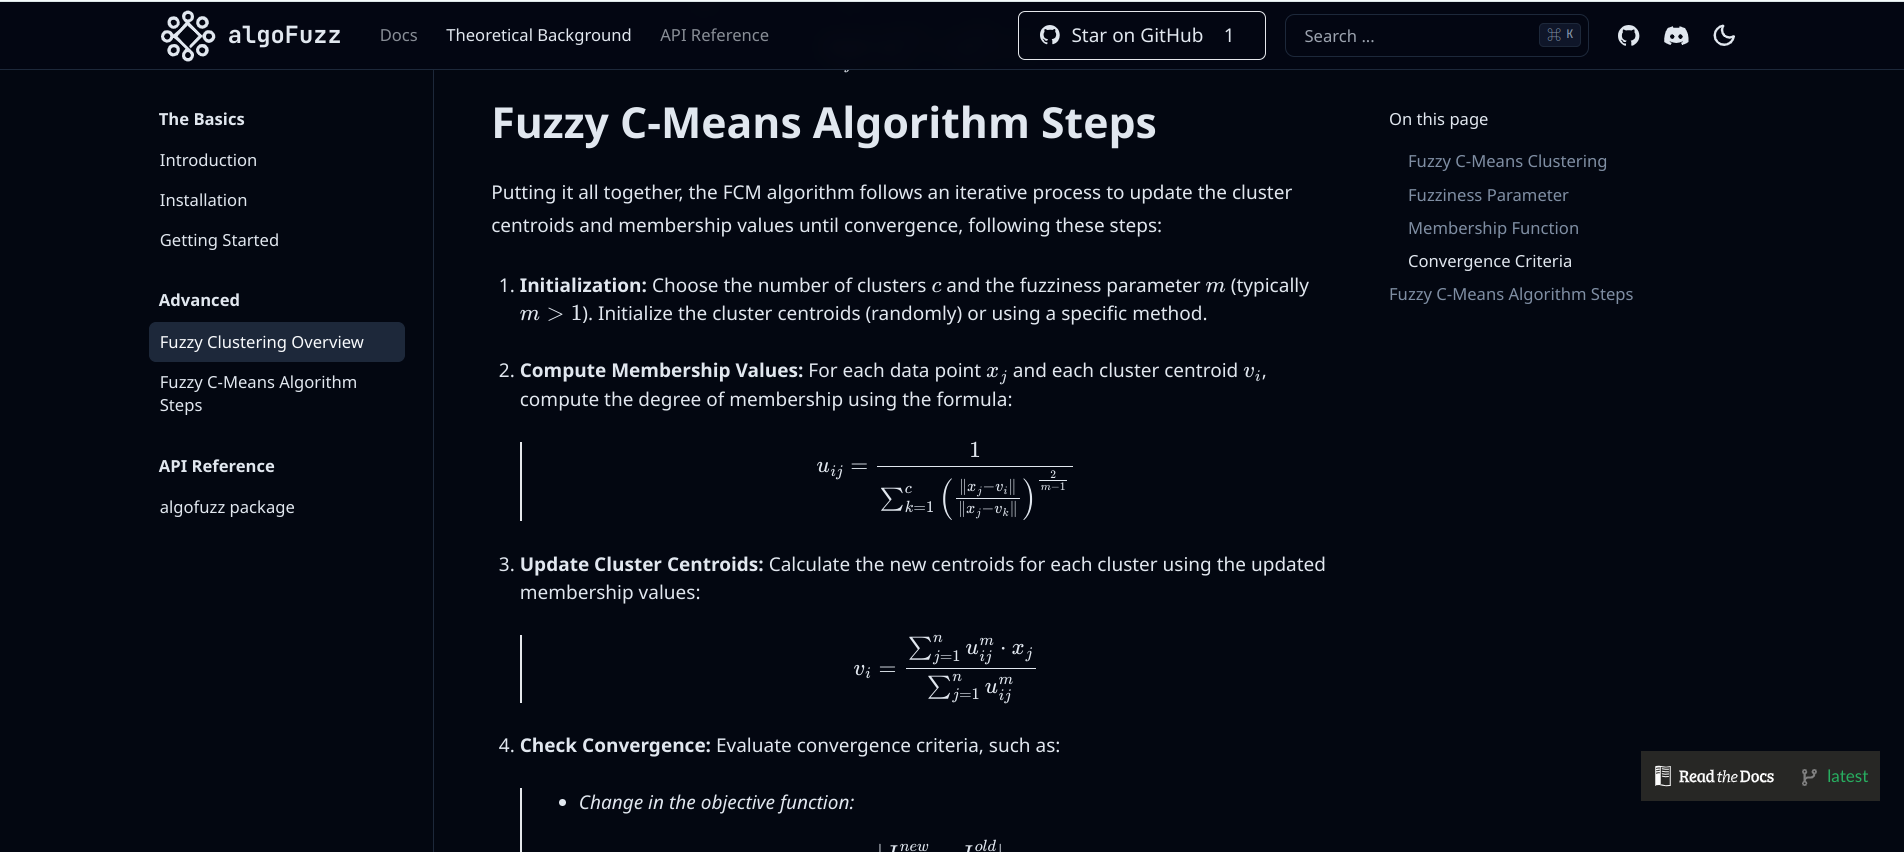 algoFuzz Docs Theoretical Background API Reference Star on GitHub 1 Search ... ⌘ K
The Basics
Introduction
Installation
Getting Started
Advanced
Fuzzy Clustering Overview
Fuzzy C-Means Algorithm
Steps
API Reference
algofuzz package
Fuzzy C-Means Algorithm Steps
Putting it all together, the FCM algorithm follows an iterative process to update the cluster
centroids and membership values until convergence, following these steps:
1. Initialization: Choose the number of clusters c and the fuzziness parameter m (typically
m > 1). Initialize the cluster centroids (randomly) or using a specific method.
2. Compute Membership Values: For each data point x_j and each cluster centroid v_i,
compute the degree of membership using the formula:
u_{ij} = \frac{1}{\sum_{k=1}^{c} \left( \frac{\|x_j - v_i\|}{\|x_j - v_k\|} \right)^{\frac{2}{m-1}}}
3. Update Cluster Centroids: Calculate the new centroids for each cluster using the updated
membership values:
v_i = \frac{\sum_{j=1}^{n} u_{ij}^{m} \cdot x_j}{\sum_{j=1}^{n} u_{ij}^{m}}
4. Check Convergence: Evaluate convergence criteria, such as:
• Change in the objective function:
On this page
Fuzzy C-Means Clustering
Fuzziness Parameter
Membership Function
Convergence Criteria
Fuzzy C-Means Algorithm Steps
Read the Docs latest